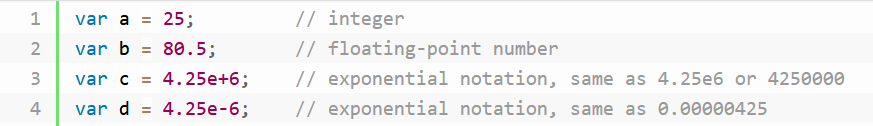 1 var a = 25;         // integer
2 var b = 80.5;       // floating-point number
3 var c = 4.25e+6;    // exponential notation, same as 4.25e6 or 4250000
4 var d = 4.25e-6;    // exponential notation, same as 0.00000425